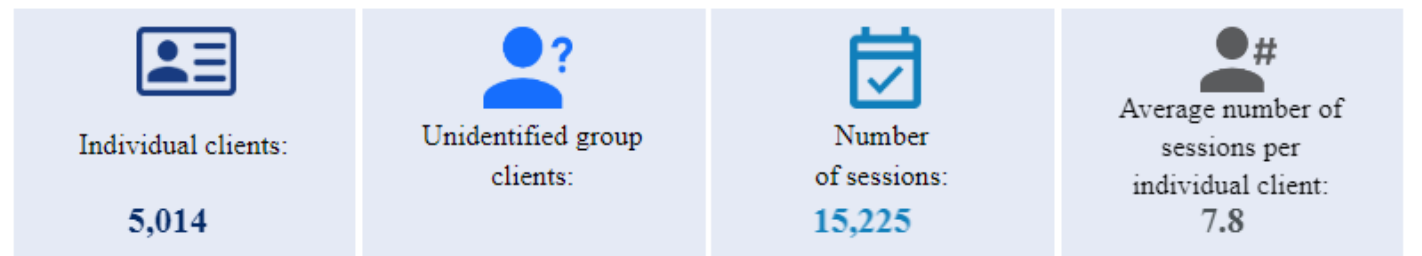 Individual clients:
5,014
?
Unidentified group
clients:
Number
of sessions:
15,225
#
Average number of
sessions per
individual client:
7.8